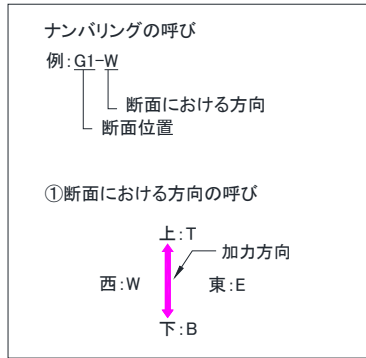 ナンバリングの呼び
例:G1-W
断面における方向
断面位置
①断面における方向の呼び
上:T
加力方向
西:W
東:E
下:B